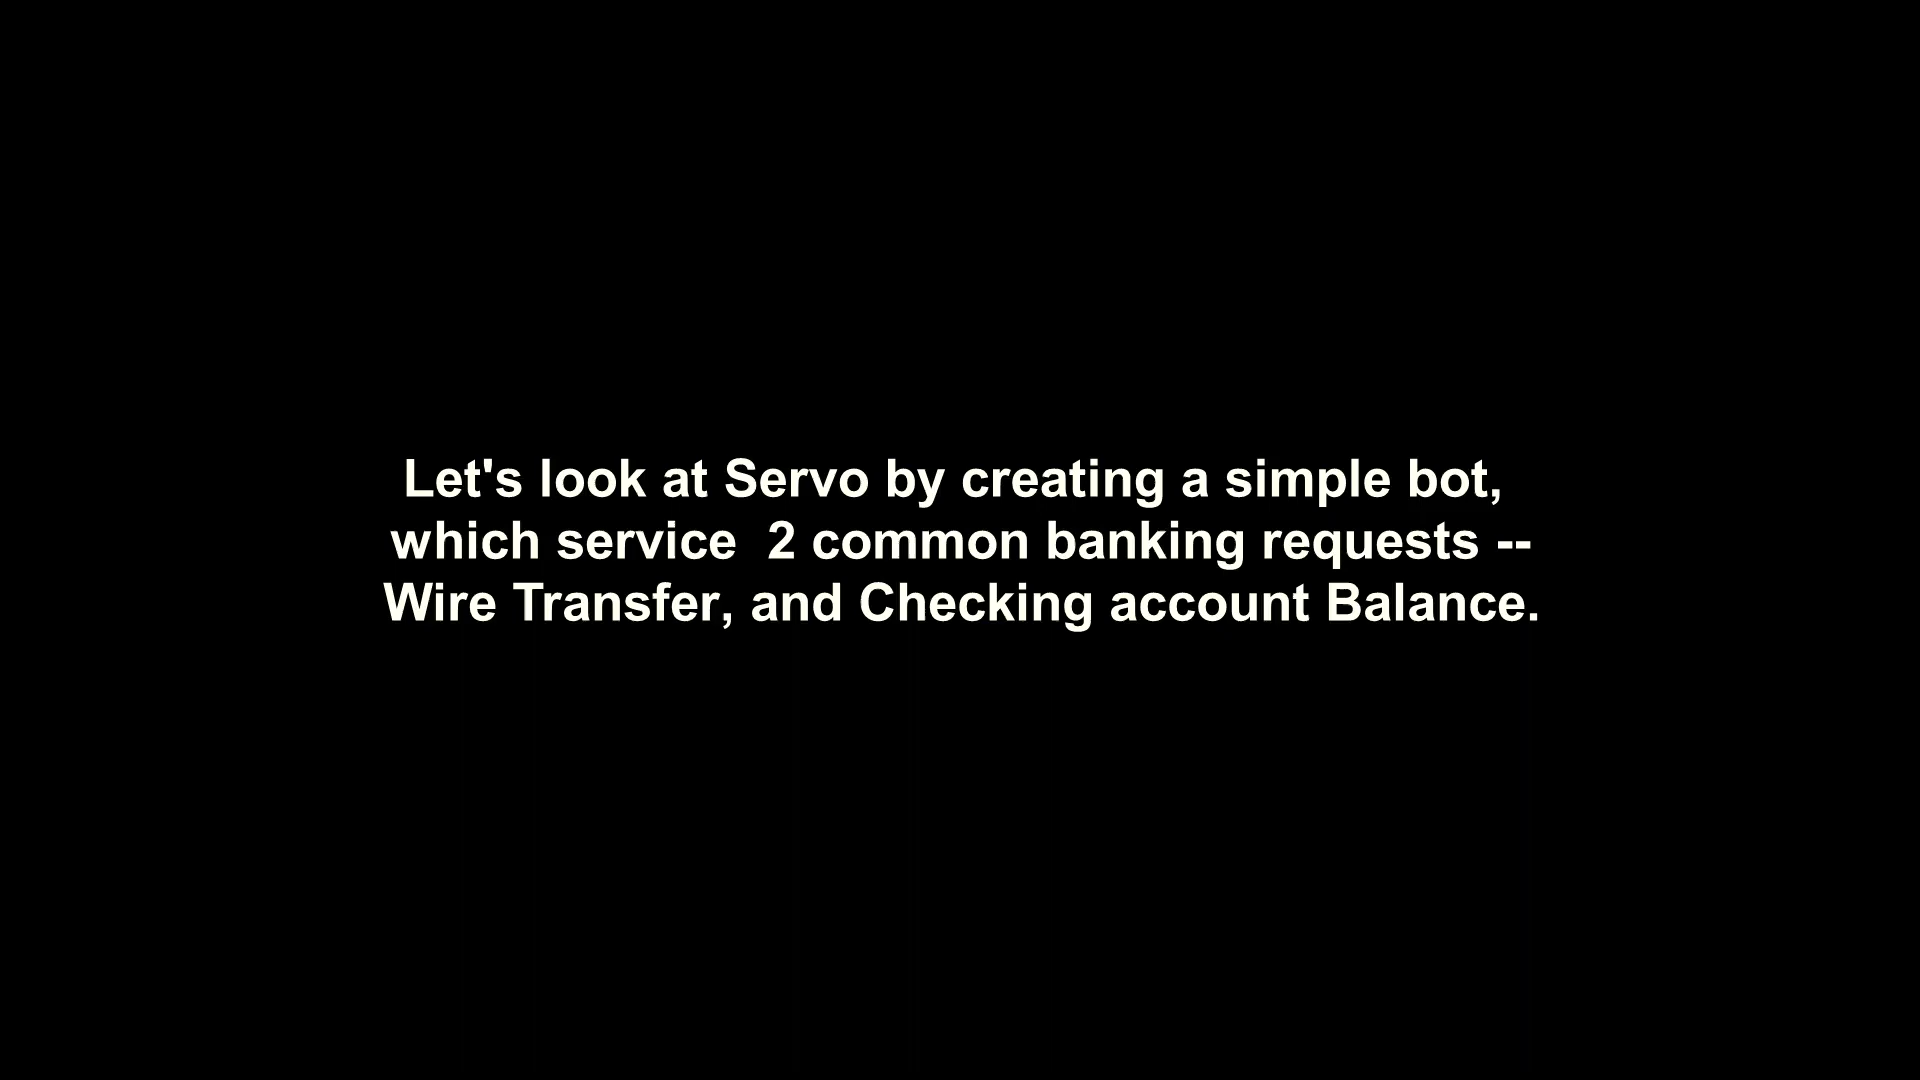 Let's look at Servo by creating a simple bot,
which service  2 common banking requests --
Wire Transfer, and Checking account Balance.